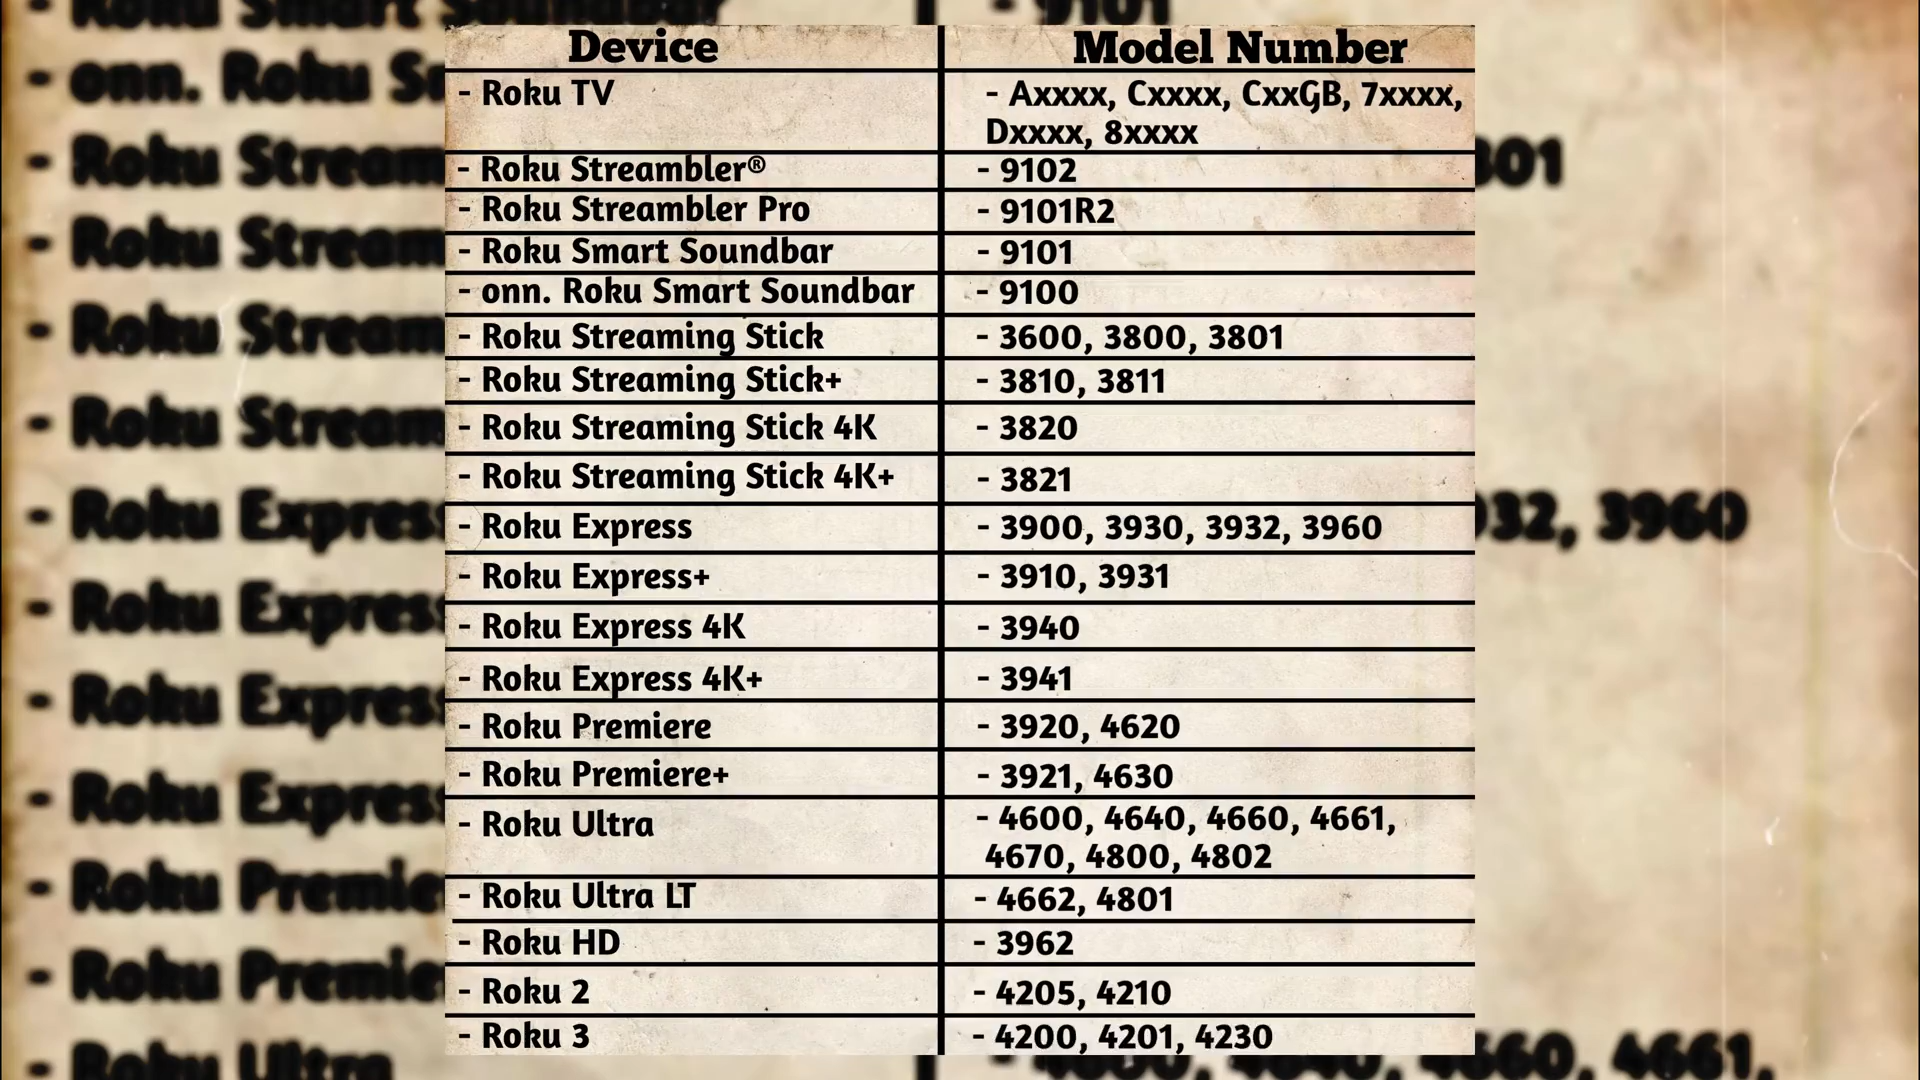 Device Model Number
- Roku TV - Axxxx, Cxxxx, CxxGB, 7xxxx,
Dxxxx, 8xxxx
- Roku Streambler® - 9102
- Roku Streambler Pro - 9101R2
- Roku Smart Soundbar - 9101
- onn. Roku Smart Soundbar - 9100
- Roku Streaming Stick - 3600, 3800, 3801
- Roku Streaming Stick+ - 3810, 3811
- Roku Streaming Stick 4K - 3820
- Roku Streaming Stick 4K+ - 3821
- Roku Express - 3900, 3930, 3932, 3960
- Roku Express+ - 3910, 3931
- Roku Express 4K - 3940
- Roku Express 4K+ - 3941
- Roku Premiere - 3920, 4620
- Roku Premiere+ - 3921, 4630
- Roku Ultra - 4600, 4640, 4660, 4661,
4670, 4800, 4802
- Roku Ultra LT - 4662, 4801
- Roku HD - 3962
- Roku 2 - 4205, 4210
- Roku 3 - 4200, 4201, 4230